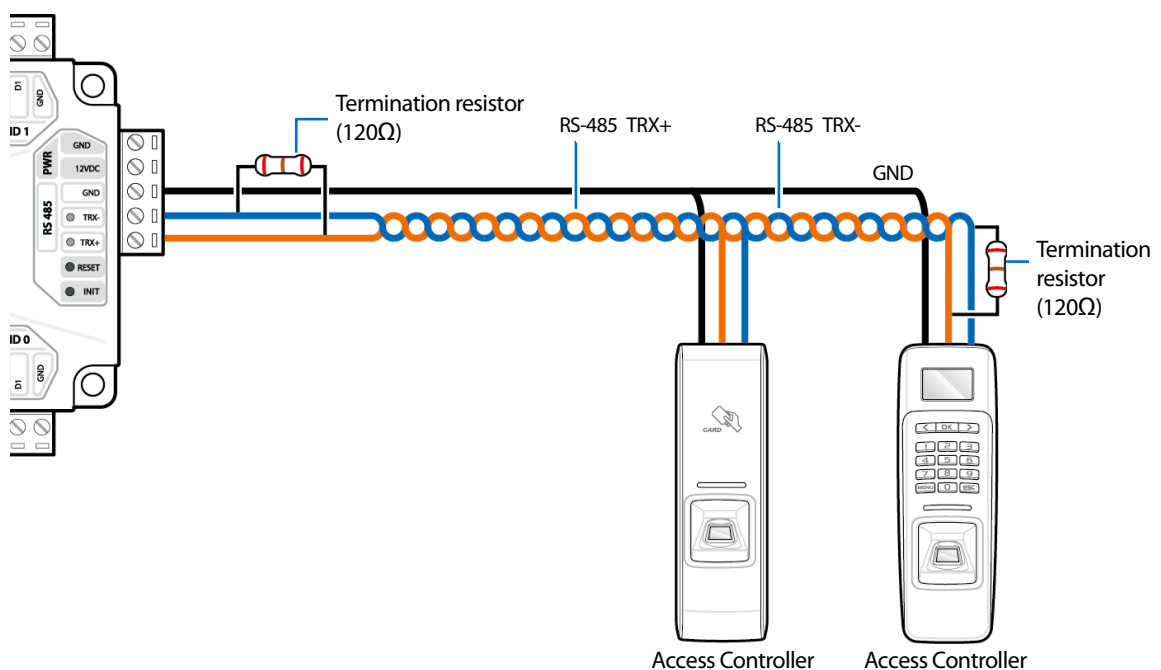 D1
GND
ND 1
PWR
GND
12VDC
RS 485
GND
TRX-
TRX+
RESET
INIT
ND 0
D1
GND
Termination resistor
(120Ω)
RS-485 TRX+
RS-485 TRX-
GND
Termination
resistor
(120Ω)
CARD
< OK >
1 2 3
4 5 6
7 8 9
MENU 0 ESC
Access Controller
Access Controller